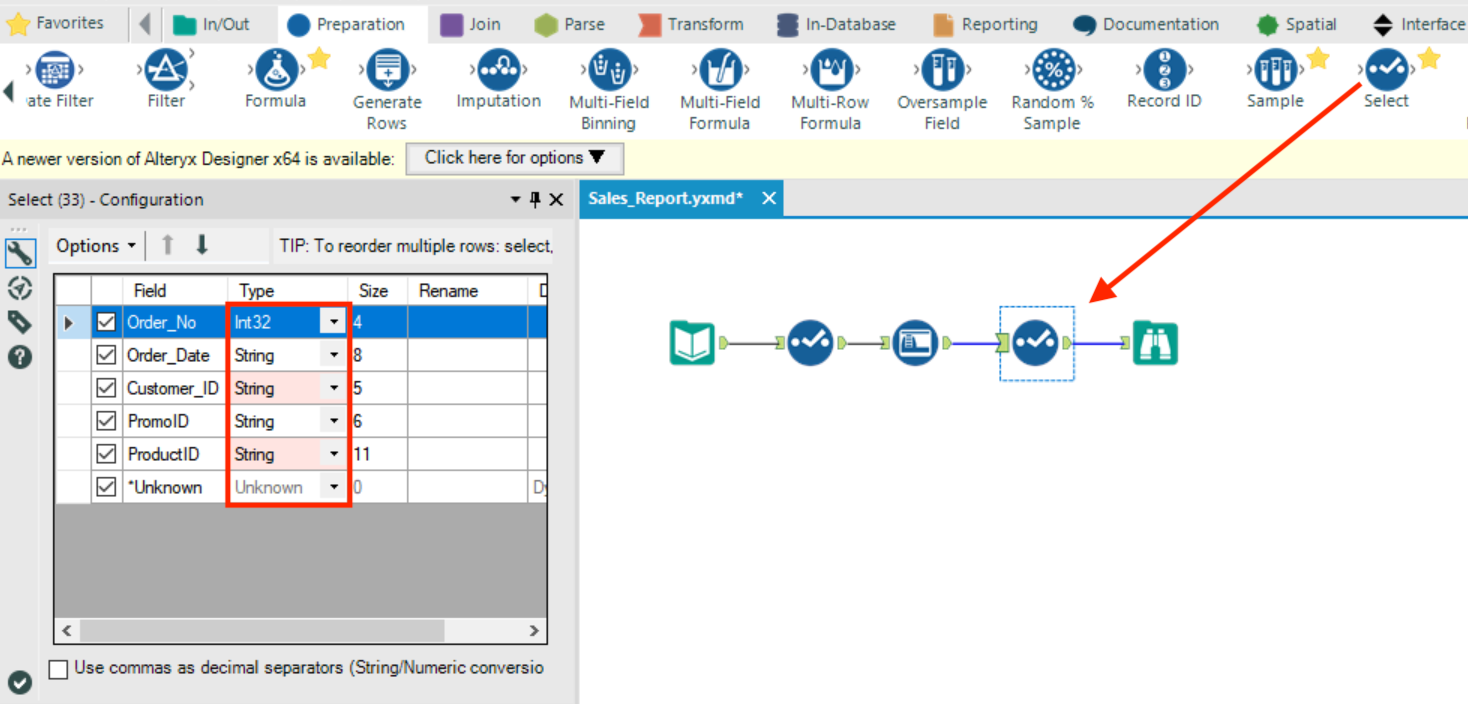 Favorites In/Out Preparation Join Parse Transform In-Database Reporting Documentation Spatial Interface
ate Filter Filter Formula Generate Rows Imputation Multi-Field Binning Multi-Field Formula Multi-Row Formula Oversample Field Random % Sample Record ID Sample Select
A newer version of Alteryx Designer x64 is available: Click here for options
Select (33) - Configuration
Sales_Report.yxmd*
Options TIP: To reorder multiple rows: select,
Field Type Size Rename D
Order_No Int32 4
Order_Date String 8
Customer_ID String 5
PromoID String 6
ProductID String 11
*Unknown Unknown 0 Dy
Use commas as decimal separators (String/Numeric conversio